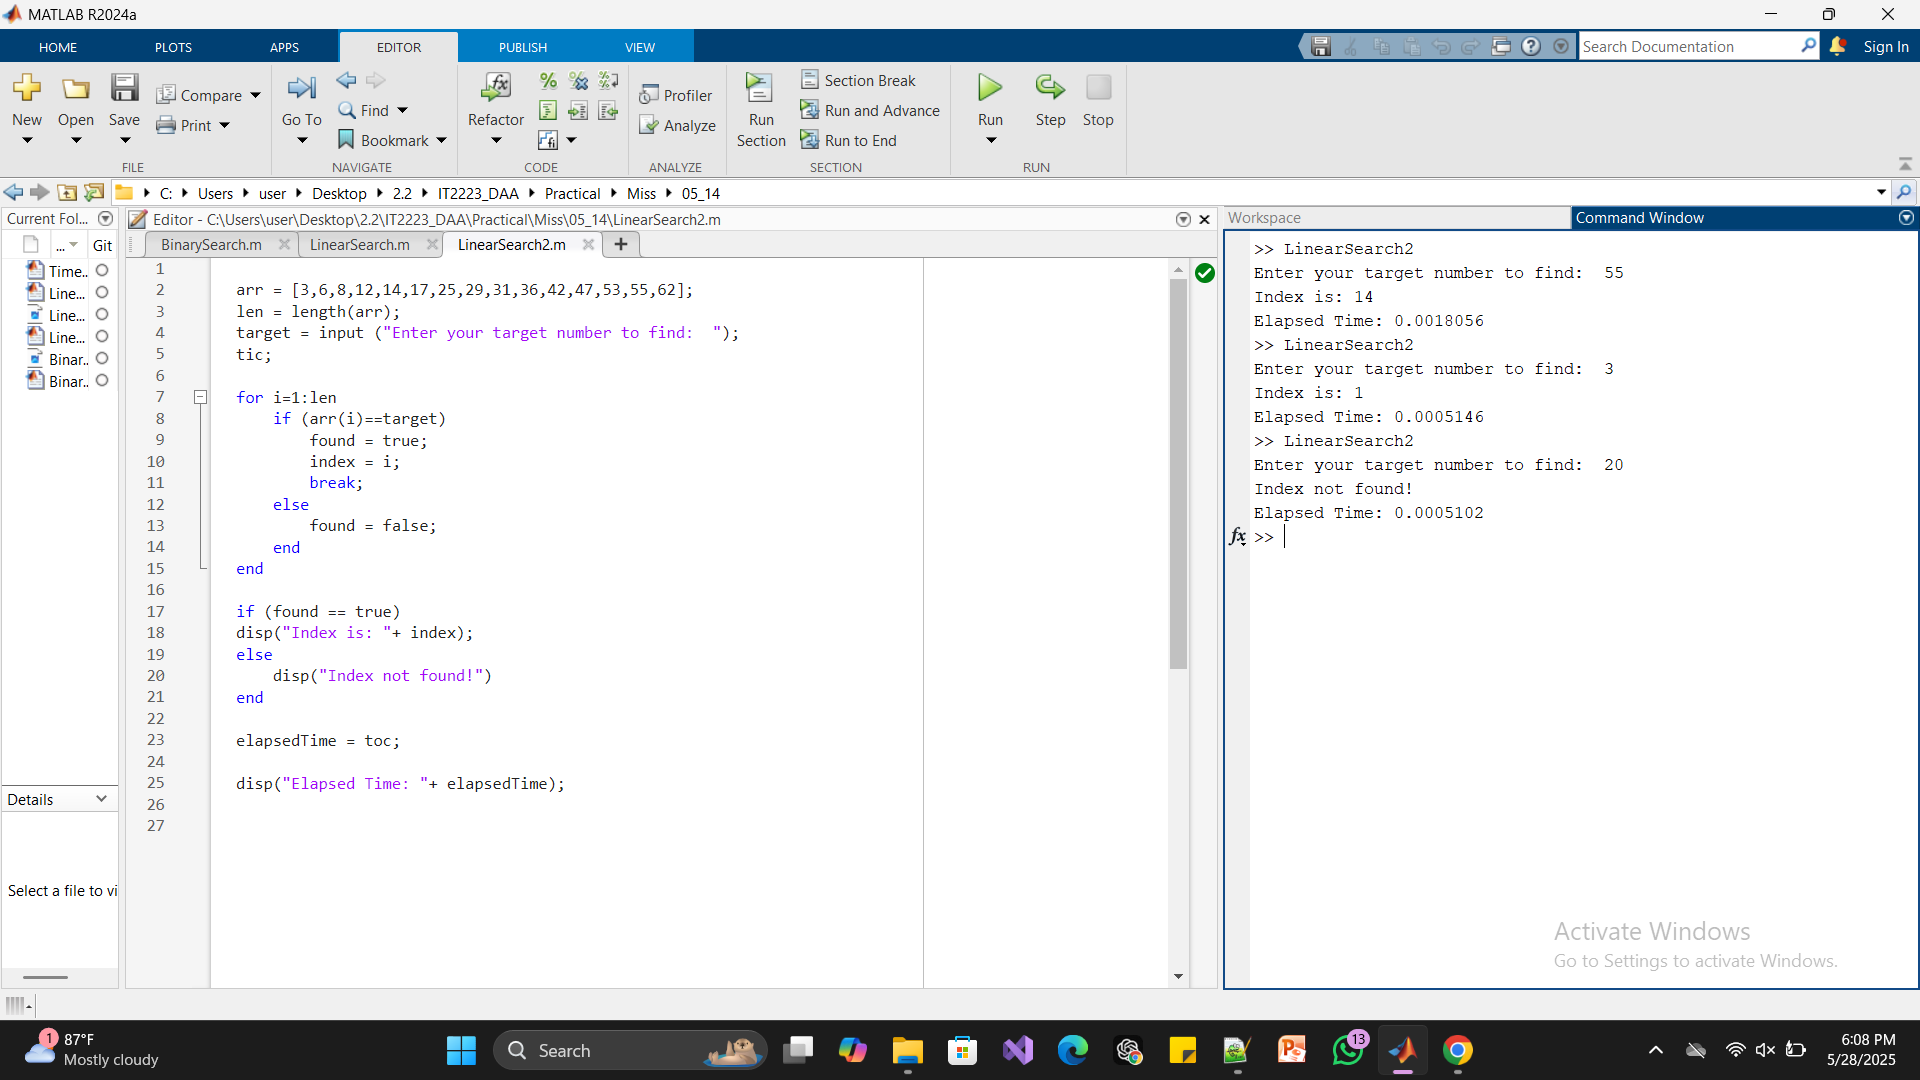 MATLAB R2024a
HOME PLOTS APPS EDITOR PUBLISH VIEW
Search Documentation
Sign In
New
Open
Save
Compare
Print
FILE
Go To
Find
Bookmark
NAVIGATE
Refactor
CODE
Profiler
Analyze
ANALYZE
Run Section
Section Break
Run and Advance
Run to End
SECTION
Run
Step
Stop
RUN
C: Users user Desktop 2.2 IT2223_DAA Practical Miss 05_14
Current Fol...
... Git
Time..
Line...
Line...
Line...
Binar..
Binar..
Details
Select a file to vi
Editor - C:\Users\user\Desktop\2.2\IT2223_DAA\Practical\Miss\05_14\LinearSearch2.m
BinarySearch.m LinearSearch.m LinearSearch2.m +
1
2 arr = [3,6,8,12,14,17,25,29,31,36,42,47,53,55,62];
3 len = length(arr);
4 target = input ("Enter your target number to find:  ");
5 tic;
6
7 for i=1:len
8     if (arr(i)==target)
9         found = true;
10         index = i;
11         break;
12     else
13         found = false;
14     end
15 end
16
17 if (found == true)
18 disp("Index is: "+ index);
19 else
20     disp("Index not found!")
21 end
22
23 elapsedTime = toc;
24
25 disp("Elapsed Time: "+ elapsedTime);
26
27
Workspace
Command Window
>> LinearSearch2
Enter your target number to find:  55
Index is: 14
Elapsed Time: 0.0018056
>> LinearSearch2
Enter your target number to find:  3
Index is: 1
Elapsed Time: 0.0005146
>> LinearSearch2
Enter your target number to find:  20
Index not found!
Elapsed Time: 0.0005102
fx >>
Activate Windows
Go to Settings to activate Windows.
1
87°F
Mostly cloudy
Search
13
6:08 PM
5/28/2025